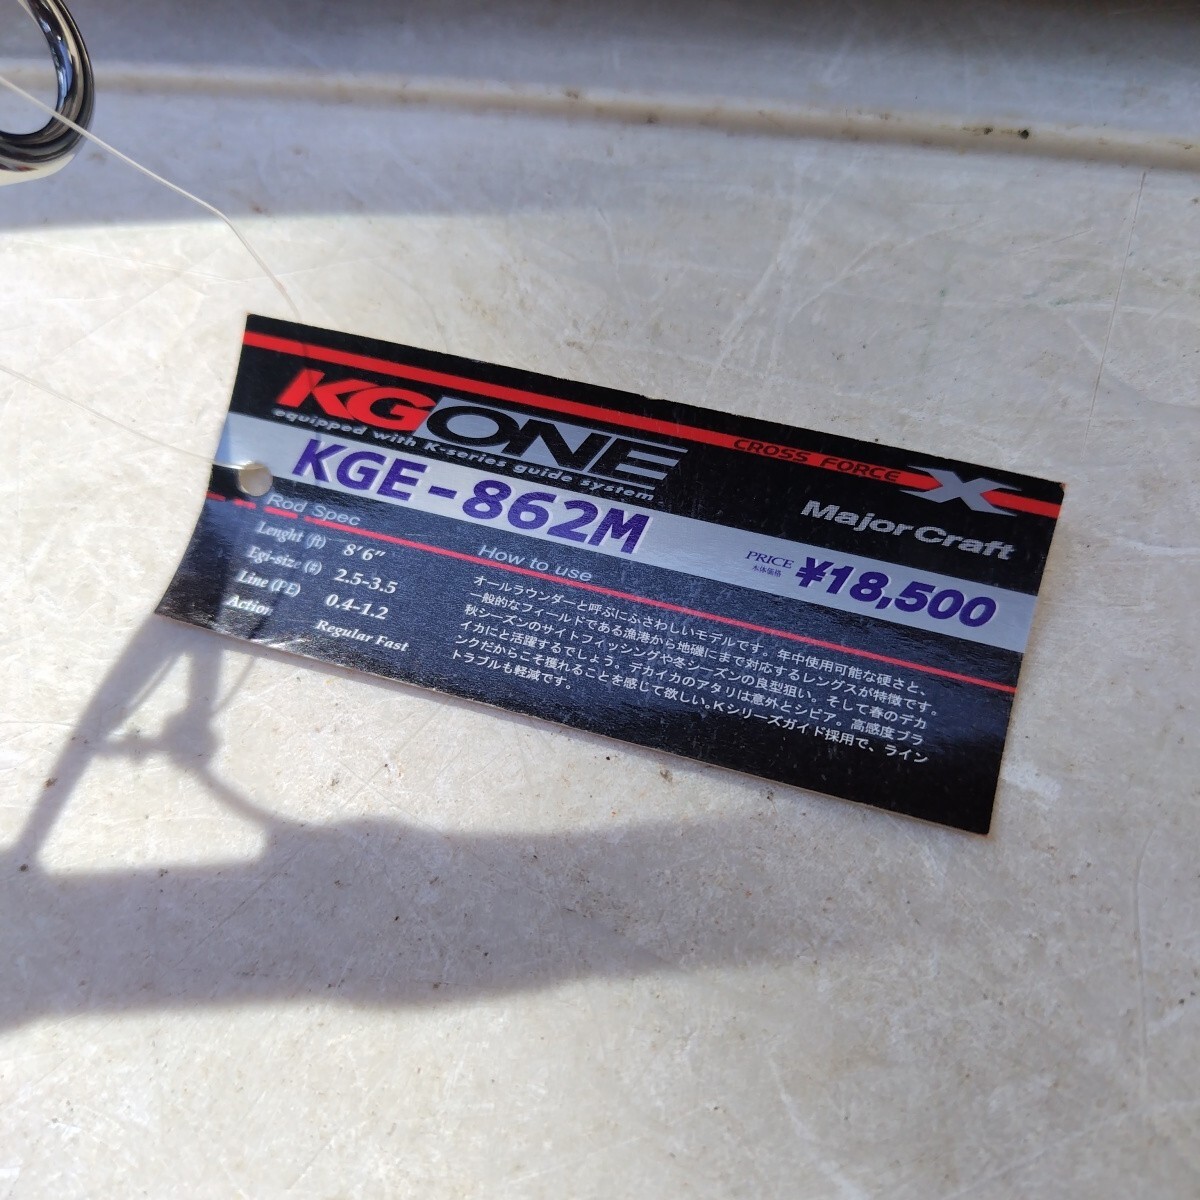 KGONE
equipped with K-series guide system
CROSS FORCE X
KGE-862M
MajorCraft
PRICE
本体価格
¥18,500
Rod Spec
Lenght (ft) 8'6"
Egi-size (#) 2.5-3.5
Line (PE) 0.4-1.2
Action Regular Fast
How to use
オールラウンダーと呼ぶにふさわしいモデルです。年中使用可能な硬さと、
一般的なフィールドである漁港から地磯にまで対応するレングスが特徴です。
秋シーズンのサイトフィッシングや冬シーズンの良型狙い。そして春のデカ
イカにと活躍するでしょう。デカイカのアタリは意外とシビア。高感度ブラ
ンクだからこそ獲れることを感じて欲しい。Kシリーズガイド採用で、ライン
トラブルも軽減です。